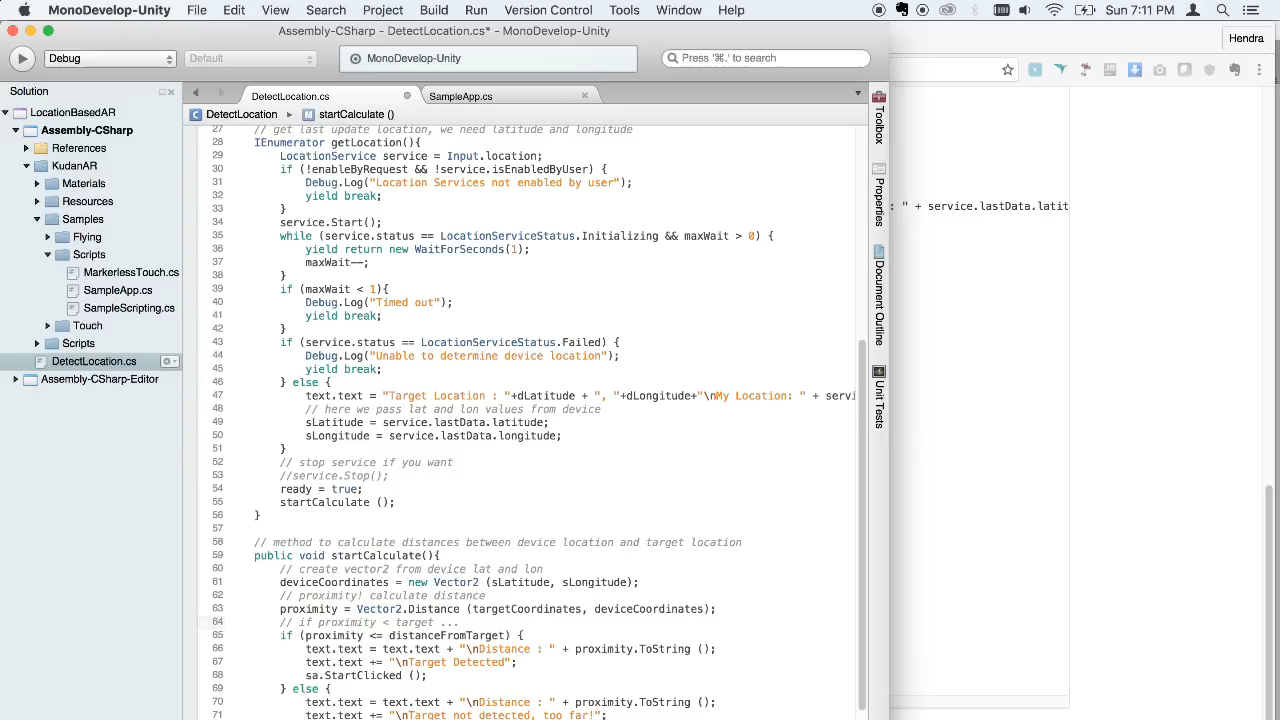 MonoDevelop-Unity File Edit View Search Project Build Run Version Control Tools Window Help Sun 7:11 PM
Assembly-CSharp - DetectLocation.cs* - MonoDevelop-Unity
Hendra
Debug Default MonoDevelop-Unity Press '⌘.' to search
Solution
LocationBasedAR
Assembly-CSharp
References
KudanAR
Materials
Resources
Samples
Flying
Scripts
MarkerlessTouch.cs
SampleApp.cs
SampleScripting.cs
Touch
Scripts
DetectLocation.cs
Assembly-CSharp-Editor
DetectLocation.cs SampleApp.cs
DetectLocation startCalculate ()
27 // get last update location, we need latitude and longitude
28 IEnumerator getLocation(){
29 LocationService service = Input.location;
30 if (!enableByRequest && !service.isEnabledByUser) {
31 Debug.Log("Location Services not enabled by user");
32 yield break;
33 }
34 service.Start();
35 while (service.status == LocationServiceStatus.Initializing && maxWait > 0) {
36 yield return new WaitForSeconds(1);
37 maxWait--;
38 }
39 if (maxWait < 1){
40 Debug.Log("Timed out");
41 yield break;
42 }
43 if (service.status == LocationServiceStatus.Failed) {
44 Debug.Log("Unable to determine device location");
45 yield break;
46 } else {
47 text.text = "Target Location : "+dLatitude + ", "+dLongitude+"\nMy Location: " + servi
48 // here we pass lat and lon values from device
49 sLatitude = service.lastData.latitude;
50 sLongitude = service.lastData.longitude;
51 }
52 // stop service if you want
53 //service.Stop();
54 ready = true;
55 startCalculate ();
56 }
57
58 // method to calculate distances between device location and target location
59 public void startCalculate(){
60 // create vector2 from device lat and lon
61 deviceCoordinates = new Vector2 (sLatitude, sLongitude);
62 // proximity! calculate distance
63 proximity = Vector2.Distance (targetCoordinates, deviceCoordinates);
64 // if proximity < target ...
65 if (proximity <= distanceFromTarget) {
66 text.text = text.text + "\nDistance : " + proximity.ToString ();
67 text.text += "\nTarget Detected";
68 sa.StartClicked ();
69 } else {
70 text.text = text.text + "\nDistance : " + proximity.ToString ();
71 text.text += "\nTarget not detected, too far!";
Toolbox
Properties
Document Outline
Unit Tests
: " + service.lastData.latit